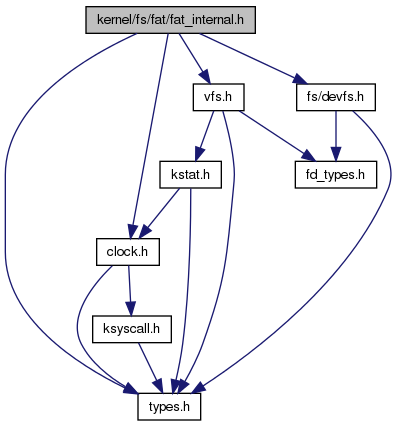 kernel/fs/fat/fat_internal.h
vfs.h
fs/devfs.h
kstat.h
fd_types.h
clock.h
ksyscall.h
types.h